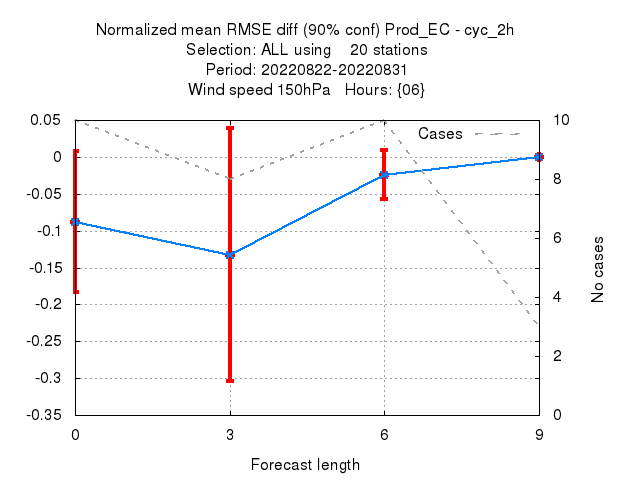 Normalized mean RMSE diff (90% conf) Prod_EC - cyc_2h
Selection: ALL using    20 stations
Period: 20220822-20220831
Wind speed 150hPa   Hours: {06}
0.05
0
-0.05
-0.1
-0.15
-0.2
-0.25
-0.3
-0.35
Cases
10
8
6
4
2
0
No cases
0 3 6 9
Forecast length